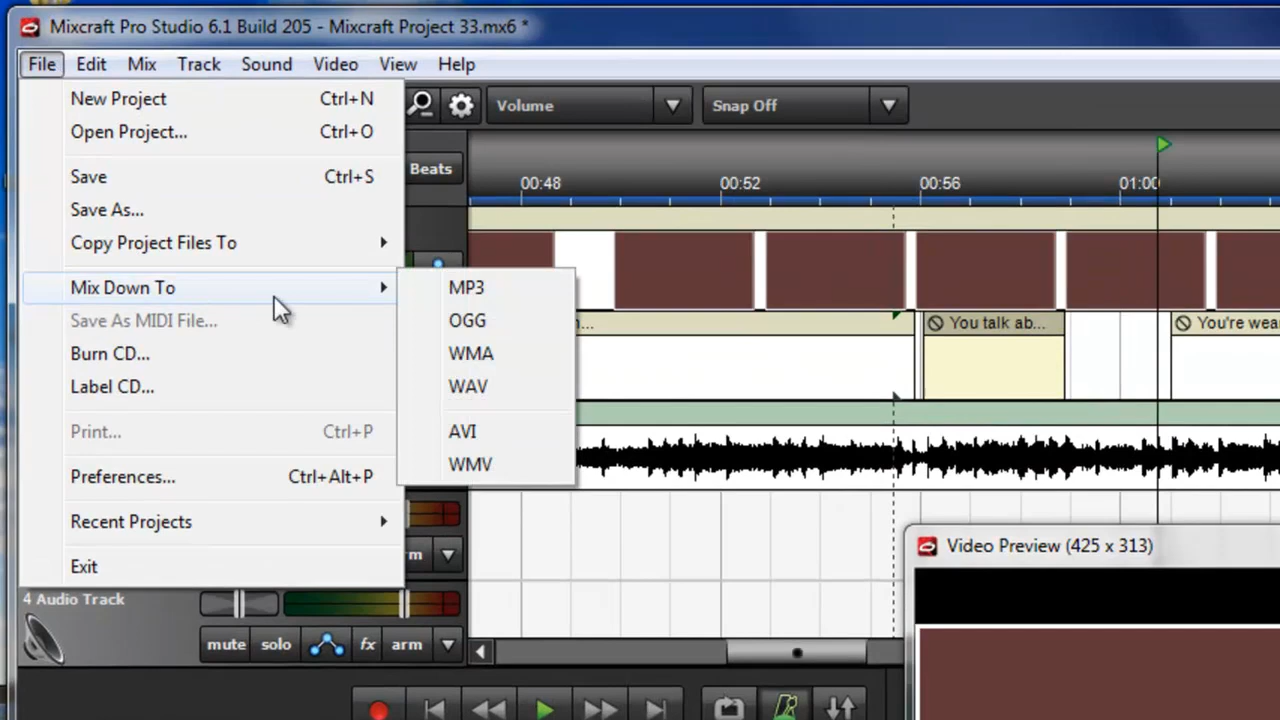 Mixcraft Pro Studio 6.1 Build 205 - Mixcraft Project 33.mx6 *
File Edit Mix Track Sound Video View Help
New Project Ctrl+N
Open Project... Ctrl+O
Save Ctrl+S
Save As...
Copy Project Files To
Mix Down To
Save As MIDI File...
Burn CD...
Label CD...
Print... Ctrl+P
Preferences... Ctrl+Alt+P
Recent Projects
Exit
MP3
OGG
WMA
WAV
AVI
WMV
Volume Snap Off
Beats
00:48 00:52 00:56 01:00
You talk ab...
You're wea
Video Preview (425 x 313)
4 Audio Track
mute solo fx arm